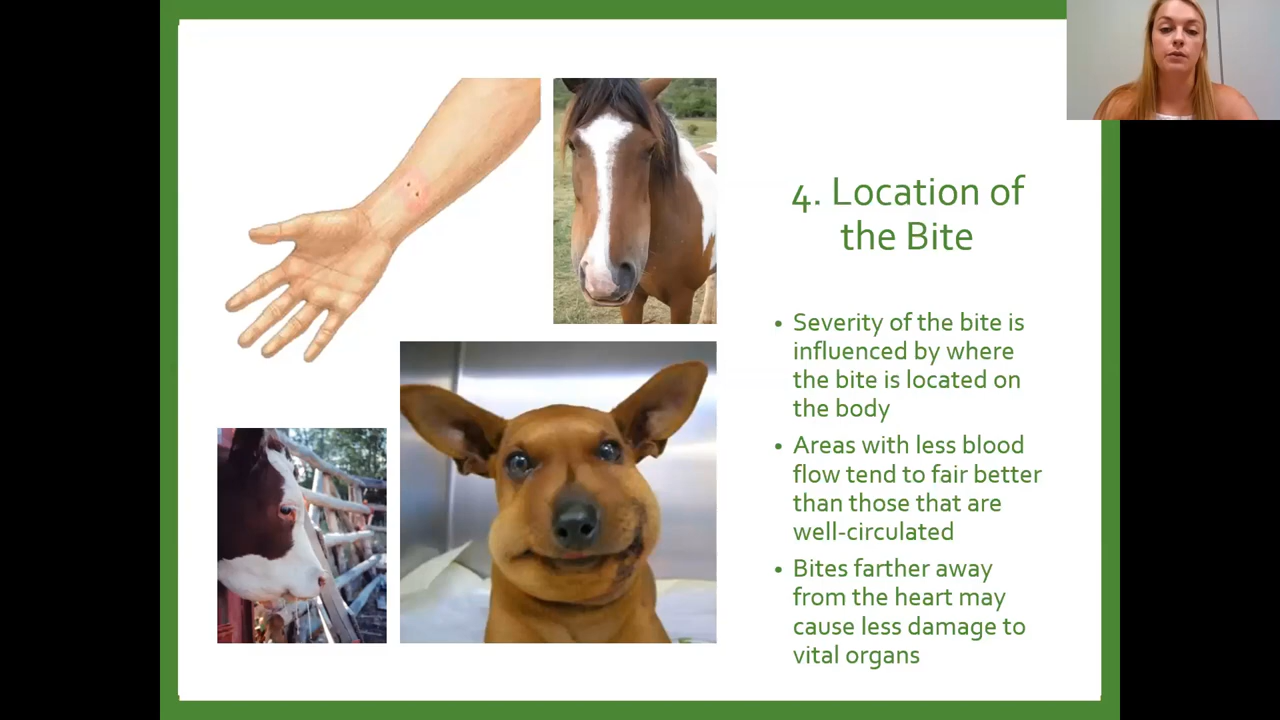 4. Location of
the Bite
• Severity of the bite is
influenced by where
the bite is located on
the body
• Areas with less blood
flow tend to fair better
than those that are
well-circulated
• Bites farther away
from the heart may
cause less damage to
vital organs